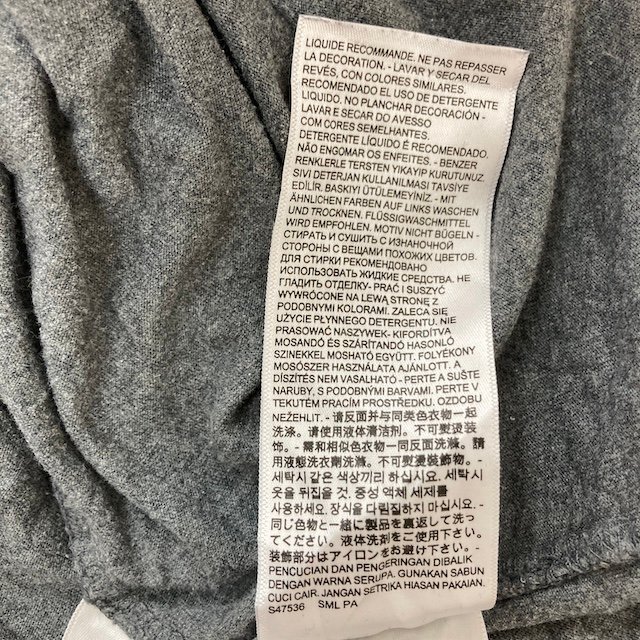 LIQUIDE RECOMMANDE. NE PAS REPASSER
LA DECORATION. - LAVAR Y SECAR DEL
REVÉS, CON COLORES SIMILARES.
RECOMENDADO EL USO DE DETERGENTE
LIQUIDO. NO PLANCHAR DECORACIÓN -
LAVAR E SECAR DO AVESSO
COM CORES SEMELHANTES.
DETERGENTE LÍQUIDO É RECOMENDADO.
NÃO ENGOMAR OS ENFEITES. - BENZER
RENKLERLE TERSTEN YIKAYIP KURUTUNUZ.
SIVI DETERJAN KULLANILMASI TAVSİYE
EDİLİR. BASKIYI ÜTÜLEMEYİNİZ. - MIT
ÄHNLICHEN FARBEN AUF LINKS WASCHEN
UND TROCKNEN. FLÜSSIGWASCHMITTEL
WIRD EMPFOHLEN. MOTIV NICHT BÜGELN -
СТИРАТЬ И СУШИТЬ С ИЗНАНОЧНОЙ
СТОРОНЫ С ВЕЩАМИ ПОХОЖИХ ЦВЕТОВ.
ДЛЯ СТИРКИ РЕКОМЕНДОВАНО
ИСПОЛЬЗОВАТЬ ЖИДКИЕ СРЕДСТВА. НЕ
ГЛАДИТЬ ОТДЕЛКУ- PRAĆ I SUSZYĆ
WYWRÓCONE NA LEWĄ STRONĘ Z
PODOBNYMI KOLORAMI. ZALECA SIĘ
UŻYCIE PŁYNNEGO DETERGENTU. NIE
PRASOWAĆ NASZYWEK- KIFORDÍTVA
MOSANDÓ ÉS SZÁRÍTANDÓ HASONLÓ
SZINEKKEL MOSHATÓ EGYÜTT. FOLYÉKONY
MOSÓSZER HASZNÁLATA AJÁNLOTT. A
DÍSZÍTÉS NEM VASALHATÓ - PERTE A SUŠTE
NARUBY, S PODOBNÝMI BARVAMI. PERTE V
TEKUTÉM PRACÍM PROSTŘEDKU. OZDOBU
NEŽEHLIT. - 请反面并与同类色衣物一起
洗涤。请使用液体清洁剂。不可熨烫装
饰。- 需和相似色衣物一同反面洗滌。請
用液態洗衣劑洗滌。不可熨燙裝飾物。-
세탁시 같은 색상끼리 하십시요. 세탁시
옷을 뒤집을 것. 중성 액체 세제를
사용하세요. 장식을 다림질하지 마십시요. -
同じ色物と一緒に製品を裏返して洗っ
てください。液体洗剤をご使用下さい。
装飾部分はアイロンをお避け下さい。-
PENCUCIAN DAN PENGERINGAN DIBALIK
DENGAN WARNA SERUPA. GUNAKAN SABUN
CUCI CAIR. JANGAN SETRIKA HIASAN PAKAIAN.
S47536 SML PA